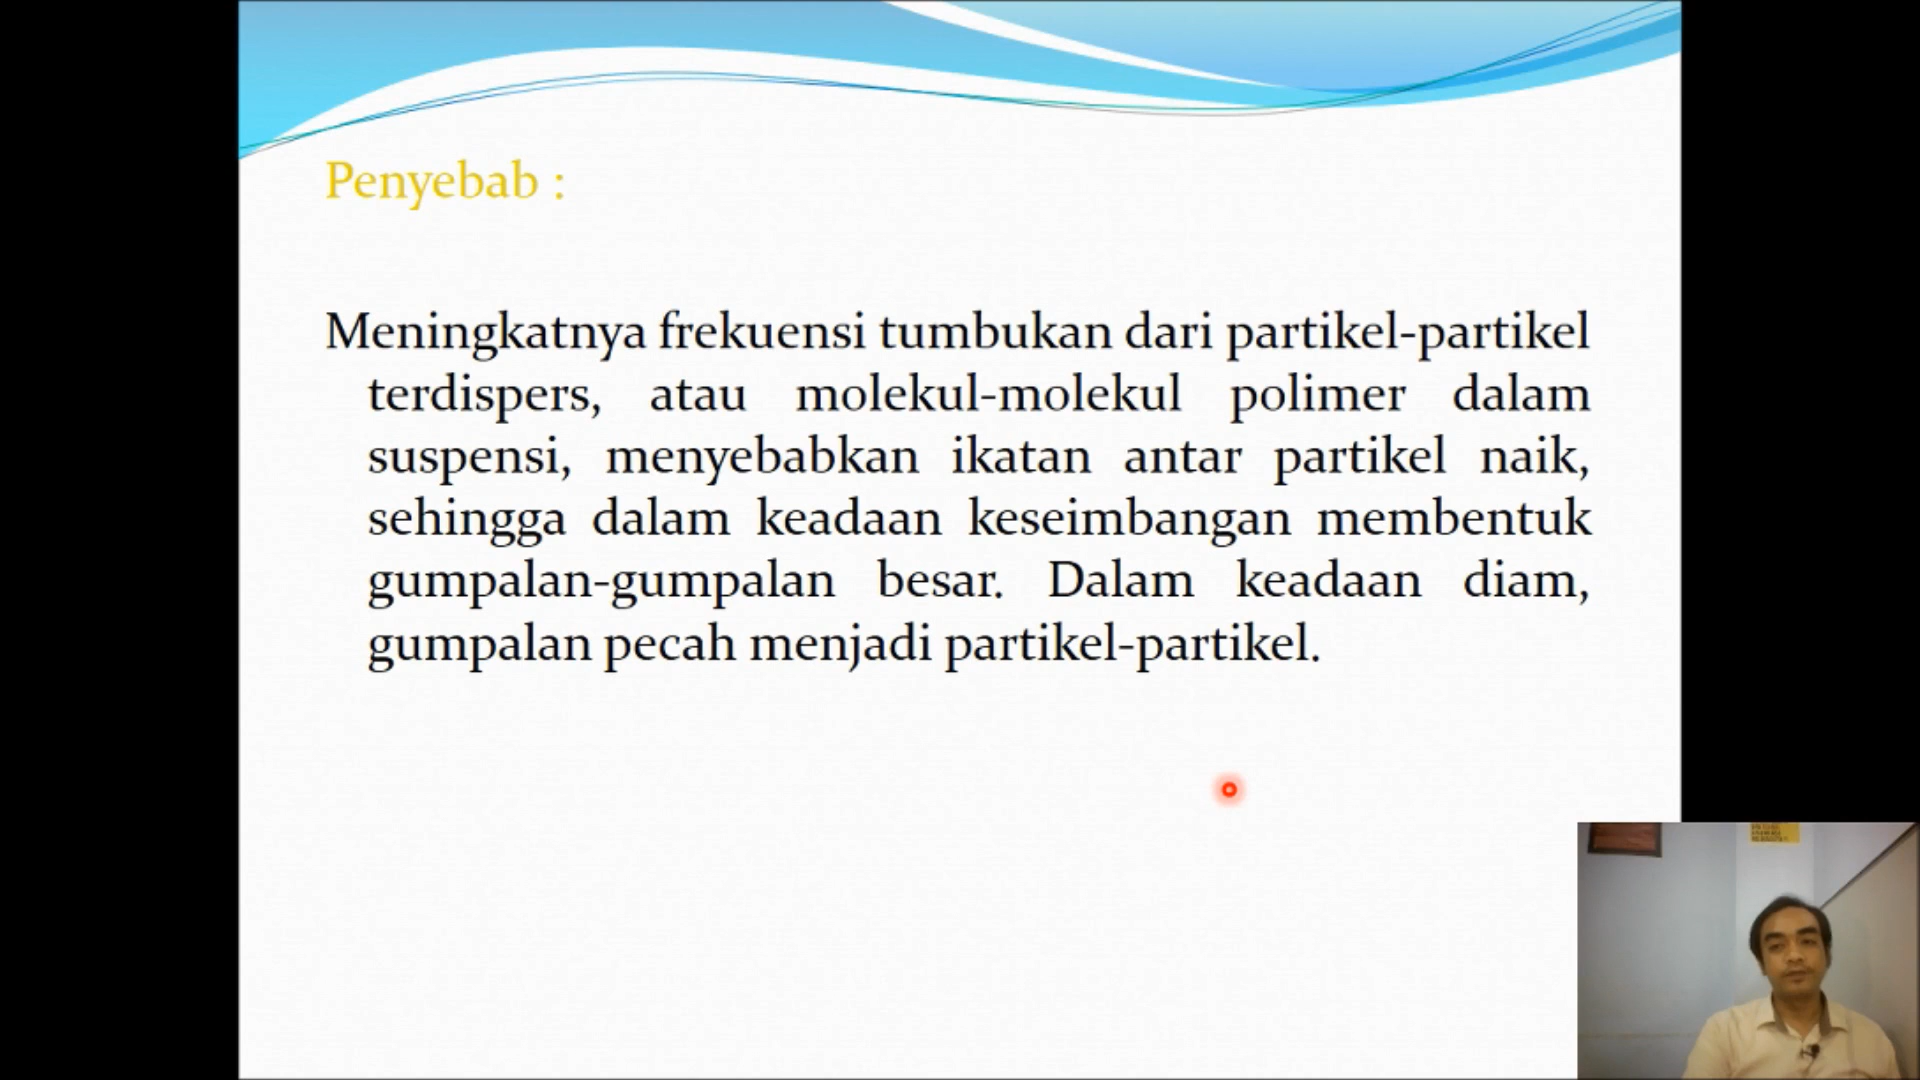 Penyebab :
Meningkatnya frekuensi tumbukan dari partikel-partikel
terdispers, atau molekul-molekul polimer dalam
suspensi, menyebabkan ikatan antar partikel naik,
sehingga dalam keadaan keseimbangan membentuk
gumpalan-gumpalan besar. Dalam keadaan diam,
gumpalan pecah menjadi partikel-partikel.